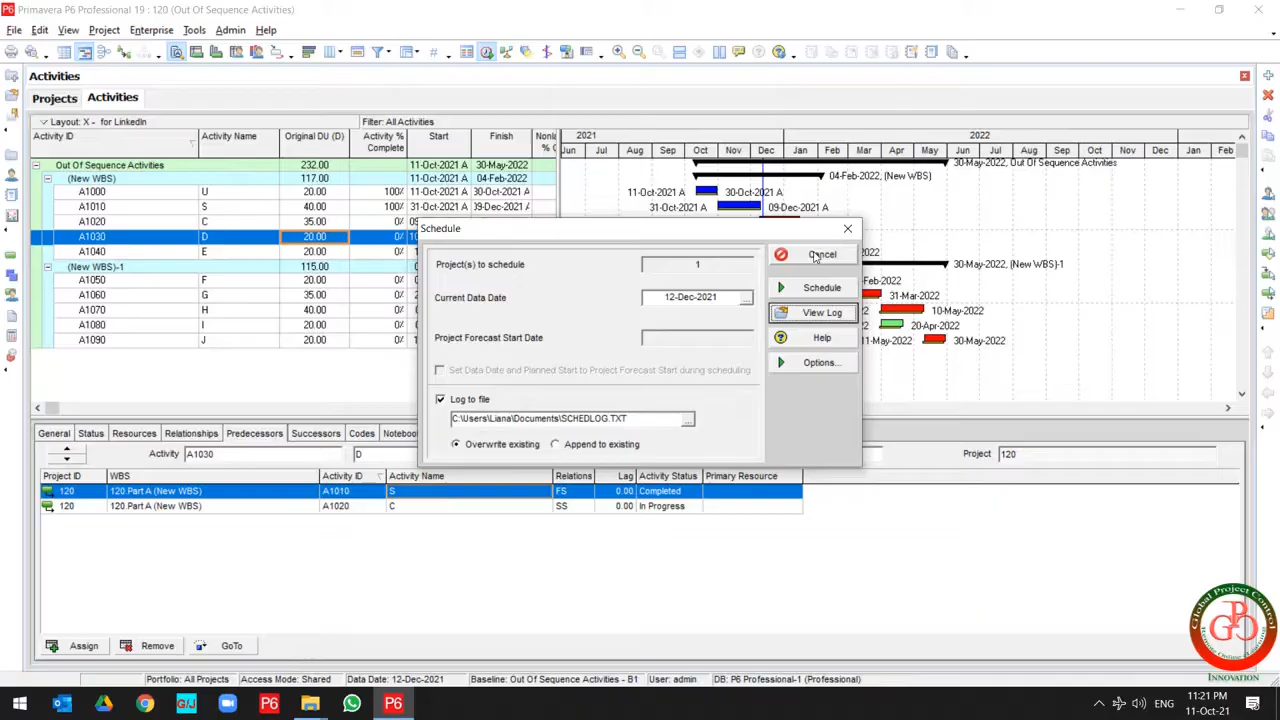 Primavera P6 Professional 19 : 120 (Out Of Sequence Activities)
File Edit View Project Enterprise Tools Admin Help
Activities
Projects Activities
Layout: X - for LinkedIn Filter: All Activities
Activity ID Activity Name Original DU (D) Activity % Complete Start Finish 2021 2022
Jun Jul Aug Sep Oct Nov Dec Jan Feb Mar Apr May Jun Jul Aug Sep Oct Nov Dec Jan Feb
Out Of Sequence Activities 232.00 11-Oct-2021 A 30-May-2022 30-May-2022, Out Of Sequence Activities
(New WBS) 117.00 11-Oct-2021 A 04-Feb-2022 04-Feb-2022, (New WBS)
A1000 U 20.00 100% 11-Oct-2021 A 11-Oct-2021 A 30-Oct-2021 A
A1010 S 40.00 100% 31-Oct-2021 A 31-Oct-2021 A 09-Dec-2021 A
A1020 C 35.00
A1030 D 20.00
A1040 E 20.00
(New WBS)-1 115.00 30-May-2022, (New WBS)-1
A1050 F 20.00
A1060 G 35.00 31-Mar-2022
A1070 H 40.00 10-May-2022
A1080 I 20.00 20-Apr-2022
A1090 J 20.00 30-May-2022
Schedule
Project(s) to schedule 1 Cancel
Current Data Date 12-Dec-2021 ... Schedule
View Log
Project Forecast Start Date Help
Set Data Date and Planned Start to Project Forecast Start during scheduling Options...
Log to file
C:\Users\Liana\Documents\SCHEDLOG.TXT ...
Overwrite existing Append to existing
General Status Resources Relationships Predecessors Successors Codes
Activity A1030 D Project 120
Project ID WBS Activity ID Activity Name Relations Lag Activity Status Primary Resource
120 120.Part A (New WBS) A1010 S FS 0.00 Completed
120 120.Part A (New WBS) A1020 C SS 0.00 In Progress
Assign Remove GoTo
Global Project Control
GPC
INNOVATION
Portfolio: All Projects Access Mode: Shared Data Date: 12-Dec-2021 Baseline: Out Of Sequence Activities - B1 User: admin DB: P6 Professional-1 (Professional)
G/J P6 P6 ENG 11:21 PM
11-Oct-21